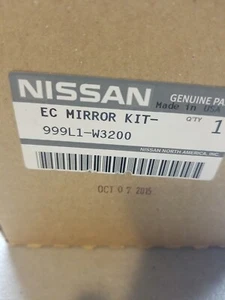 NISSAN
GENUINE PA
Made in USA
EC MIRROR KIT-
Q'TY
999L1-W3200
1
NISSAN NORTH AMERICA, INC.
OCT 07 2015